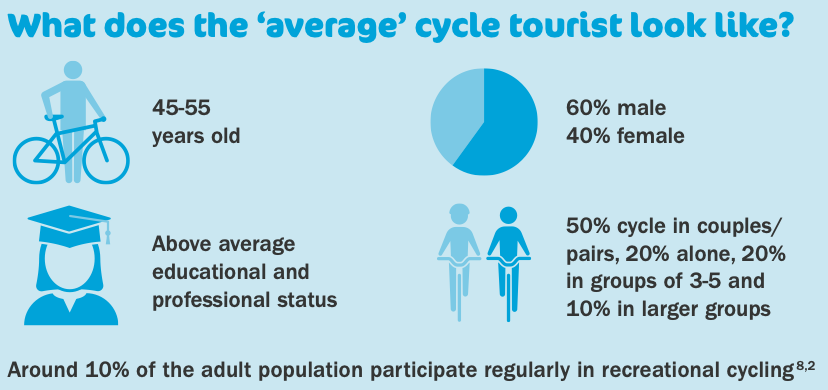 What does the ‘average’ cycle tourist look like?
45-55
years old
60% male
40% female
Above average
educational and
professional status
50% cycle in couples/
pairs, 20% alone, 20%
in groups of 3-5 and
10% in larger groups
Around 10% of the adult population participate regularly in recreational cycling8,2